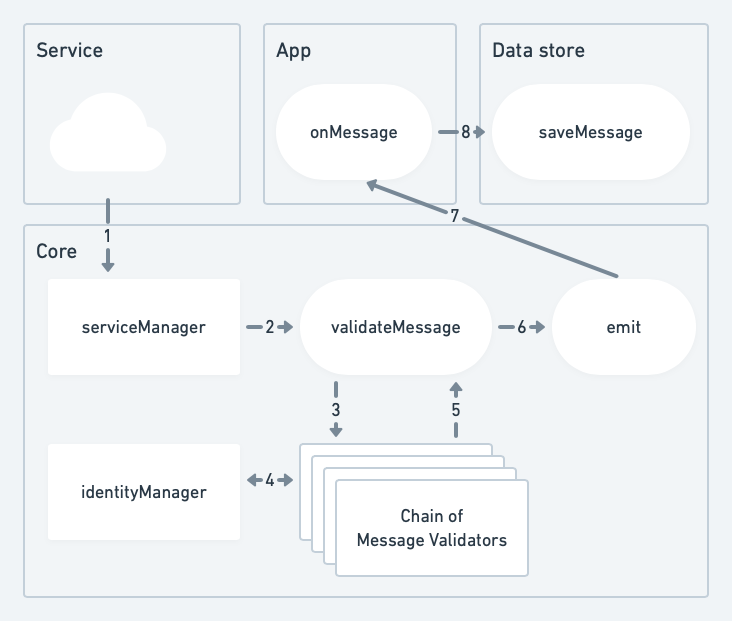 Service
App
Data store
onMessage
8
saveMessage
7
1
Core
serviceManager
2
validateMessage
6
emit
3
5
identityManager
4
Chain of
Message Validators